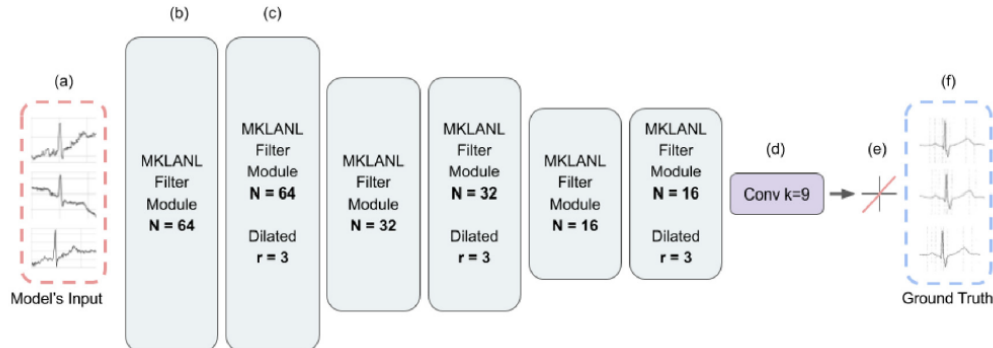 (a)
Model's Input
(b)
MKLANL
Filter
Module
N = 64
(c)
MKLANL
Filter
Module
N = 64
Dilated
r = 3
MKLANL
Filter
Module
N = 32
MKLANL
Filter
Module
N = 32
Dilated
r = 3
MKLANL
Filter
Module
N = 16
MKLANL
Filter
Module
N = 16
Dilated
r = 3
(d)
Conv k=9
(e)
(f)
Ground Truth